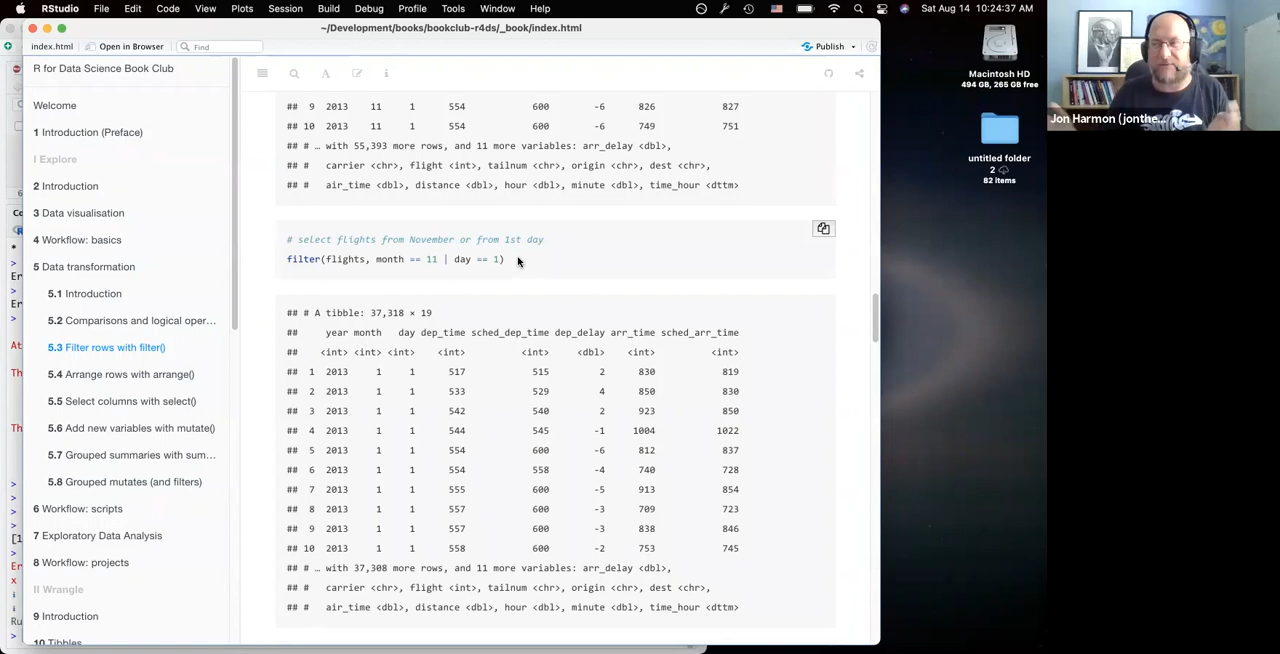 RStudio File Edit Code View Plots Session Build Debug Profile Tools Window Help Sat Aug 14 10:24:37 AM
~/Development/books/bookclub-r4ds/_book/index.html
index.html Open in Browser Find Publish
R for Data Science Book Club
Welcome
1 Introduction (Preface)
I Explore
2 Introduction
3 Data visualisation
4 Workflow: basics
5 Data transformation
5.1 Introduction
5.2 Comparisons and logical oper...
5.3 Filter rows with filter()
5.4 Arrange rows with arrange()
5.5 Select columns with select()
5.6 Add new variables with mutate()
5.7 Grouped summaries with sum...
5.8 Grouped mutates (and filters)
6 Workflow: scripts
7 Exploratory Data Analysis
8 Workflow: projects
II Wrangle
9 Introduction
10 Tibbles
## 9 2013 11 1 554 600 -6 826 827
## 10 2013 11 1 554 600 -6 749 751
## # … with 55,393 more rows, and 11 more variables: arr_delay <dbl>,
## # carrier <chr>, flight <int>, tailnum <chr>, origin <chr>, dest <chr>,
## # air_time <dbl>, distance <dbl>, hour <dbl>, minute <dbl>, time_hour <dttm>
# select flights from November or from 1st day
filter(flights, month == 11 | day == 1)
## # A tibble: 37,318 × 19
## year month day dep_time sched_dep_time dep_delay arr_time sched_arr_time
## <int> <int> <int> <int> <int> <dbl> <int> <int>
## 1 2013 1 1 517 515 2 830 819
## 2 2013 1 1 533 529 4 850 830
## 3 2013 1 1 542 540 2 923 850
## 4 2013 1 1 544 545 -1 1004 1022
## 5 2013 1 1 554 600 -6 812 837
## 6 2013 1 1 554 558 -4 740 728
## 7 2013 1 1 555 600 -5 913 854
## 8 2013 1 1 557 600 -3 709 723
## 9 2013 1 1 557 600 -3 838 846
## 10 2013 1 1 558 600 -2 753 745
## # … with 37,308 more rows, and 11 more variables: arr_delay <dbl>,
## # carrier <chr>, flight <int>, tailnum <chr>, origin <chr>, dest <chr>,
## # air_time <dbl>, distance <dbl>, hour <dbl>, minute <dbl>, time_hour <dttm>
Macintosh HD
494 GB, 265 GB free
untitled folder
2
82 items
Jon Harmon (jonthe...